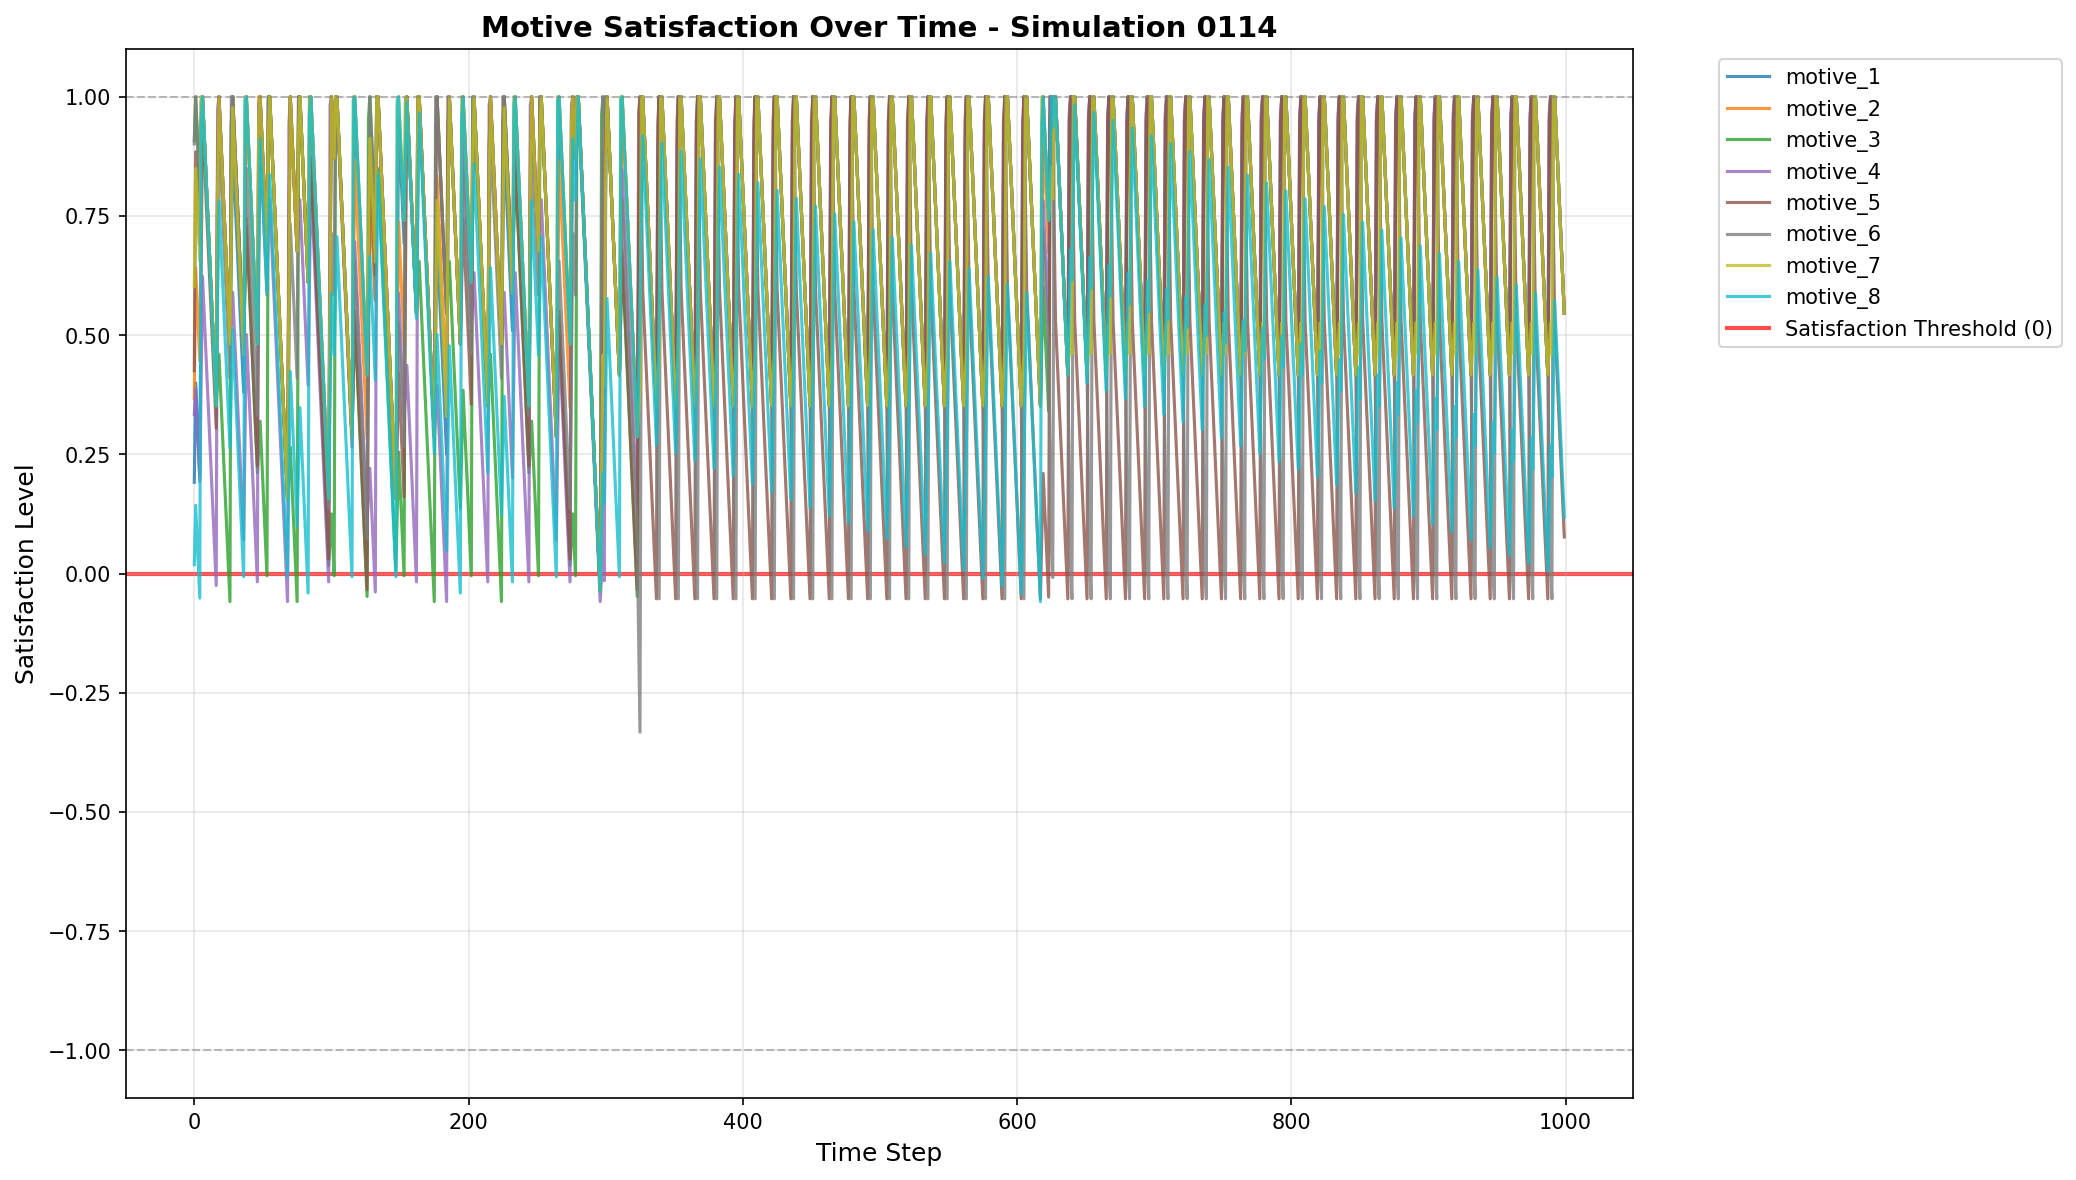 Motive Satisfaction Over Time - Simulation 0114
Satisfaction Level
1.00
0.75
0.50
0.25
0.00
−0.25
−0.50
−0.75
−1.00
0
200
400
600
800
1000
Time Step
motive_1
motive_2
motive_3
motive_4
motive_5
motive_6
motive_7
motive_8
Satisfaction Threshold (0)